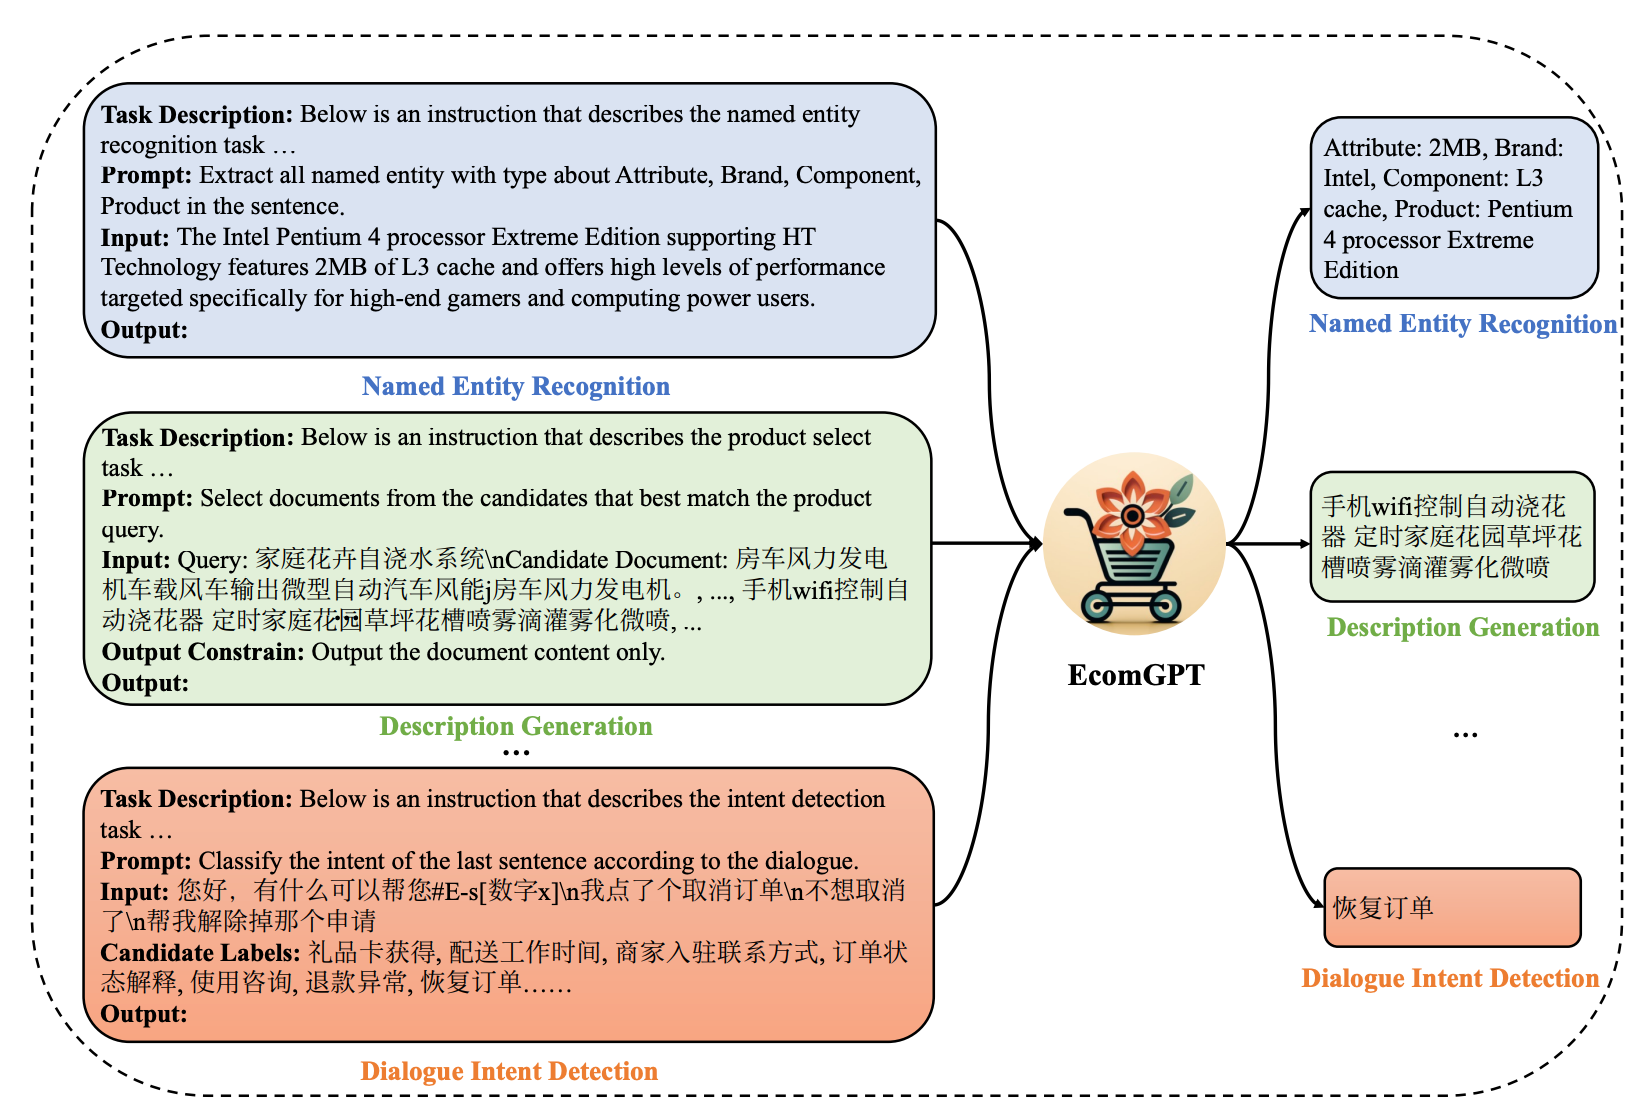 Task Description: Below is an instruction that describes the named entity
recognition task …
Prompt: Extract all named entity with type about Attribute, Brand, Component,
Product in the sentence.
Input: The Intel Pentium 4 processor Extreme Edition supporting HT
Technology features 2MB of L3 cache and offers high levels of performance
targeted specifically for high-end gamers and computing power users.
Output:
Named Entity Recognition
Task Description: Below is an instruction that describes the product select
task …
Prompt: Select documents from the candidates that best match the product
query.
Input: Query: 家庭花卉自浇水系统\nCandidate Document: 房车风力发电
机车载风车输出微型自动汽车风能j房车风力发电机。, ..., 手机wifi控制自
动浇花器 定时家庭花园草坪花槽喷雾滴灌雾化微喷, ...
Output Constrain: Output the document content only.
Output:
Description Generation
...
Task Description: Below is an instruction that describes the intent detection
task …
Prompt: Classify the intent of the last sentence according to the dialogue.
Input: 您好，有什么可以帮您#E-s[数字x]\n我点了个取消订单\n不想取消
了\n帮我解除掉那个申请
Candidate Labels: 礼品卡获得, 配送工作时间, 商家入驻联系方式, 订单状
态解释, 使用咨询, 退款异常, 恢复订单……
Output:
Dialogue Intent Detection
EcomGPT
Attribute: 2MB, Brand:
Intel, Component: L3
cache, Product: Pentium
4 processor Extreme
Edition
Named Entity Recognition
手机wifi控制自动浇花
器 定时家庭花园草坪花
槽喷雾滴灌雾化微喷
Description Generation
...
恢复订单
Dialogue Intent Detection